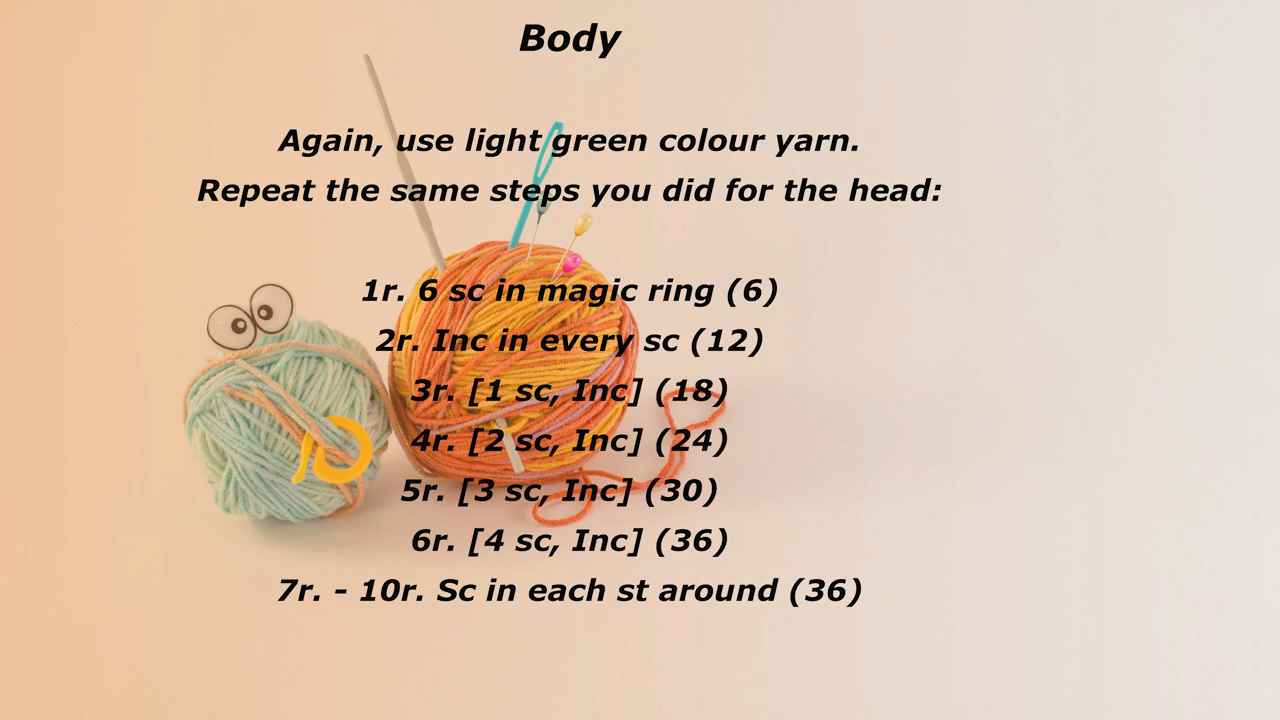 Body
Again, use light green colour yarn.
Repeat the same steps you did for the head:
1r. 6 sc in magic ring (6)
2r. Inc in every sc (12)
3r. [1 sc, Inc] (18)
4r. [2 sc, Inc] (24)
5r. [3 sc, Inc] (30)
6r. [4 sc, Inc] (36)
7r. - 10r. Sc in each st around (36)